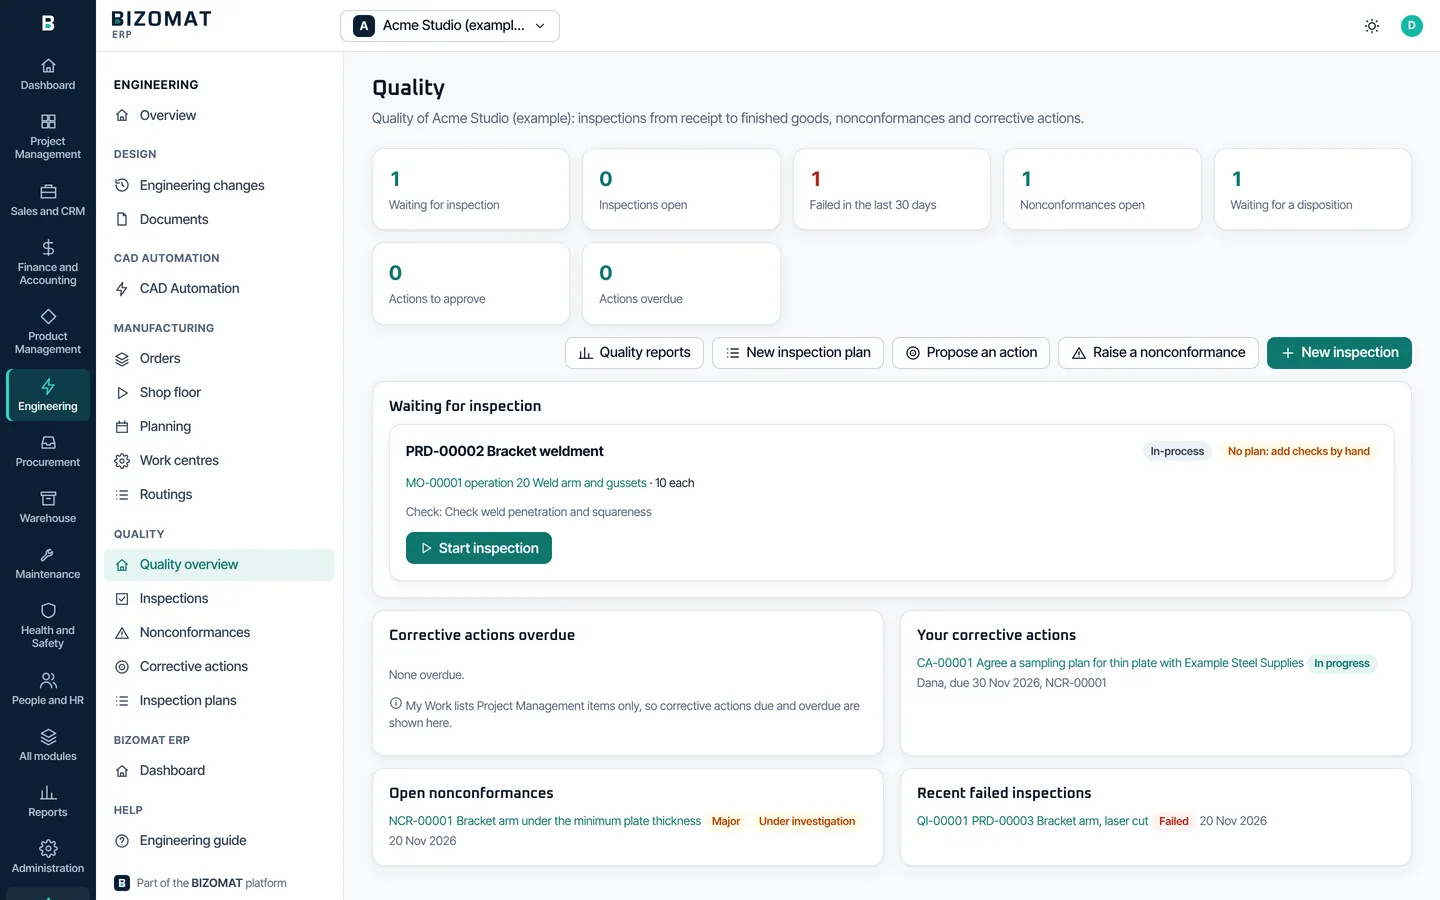 B
Dashboard
Project
Management
Sales and CRM
Finance and
Accounting
Product
Management
Engineering
Procurement
Warehouse
Maintenance
Health and
Safety
People and HR
All modules
Reports
Administration
BIZOMAT
ERP
A Acme Studio (exampl...
D
ENGINEERING
Overview
DESIGN
Engineering changes
Documents
CAD AUTOMATION
CAD Automation
MANUFACTURING
Orders
Shop floor
Planning
Work centres
Routings
QUALITY
Quality overview
Inspections
Nonconformances
Corrective actions
Inspection plans
BIZOMAT ERP
Dashboard
HELP
Engineering guide
B Part of the BIZOMAT platform
Quality
Quality of Acme Studio (example): inspections from receipt to finished goods, nonconformances and corrective actions.
1
Waiting for inspection
0
Inspections open
1
Failed in the last 30 days
1
Nonconformances open
1
Waiting for a disposition
0
Actions to approve
0
Actions overdue
Quality reports
New inspection plan
Propose an action
Raise a nonconformance
New inspection
Waiting for inspection
PRD-00002 Bracket weldment In-process No plan: add checks by hand
MO-00001 operation 20 Weld arm and gussets · 10 each
Check: Check weld penetration and squareness
Start inspection
Corrective actions overdue
None overdue.
My Work lists Project Management items only, so corrective actions due and overdue are
shown here.
Your corrective actions
CA-00001 Agree a sampling plan for thin plate with Example Steel Supplies In progress
Dana, due 30 Nov 2026, NCR-00001
Open nonconformances
NCR-00001 Bracket arm under the minimum plate thickness Major Under investigation
20 Nov 2026
Recent failed inspections
QI-00001 PRD-00003 Bracket arm, laser cut Failed 20 Nov 2026